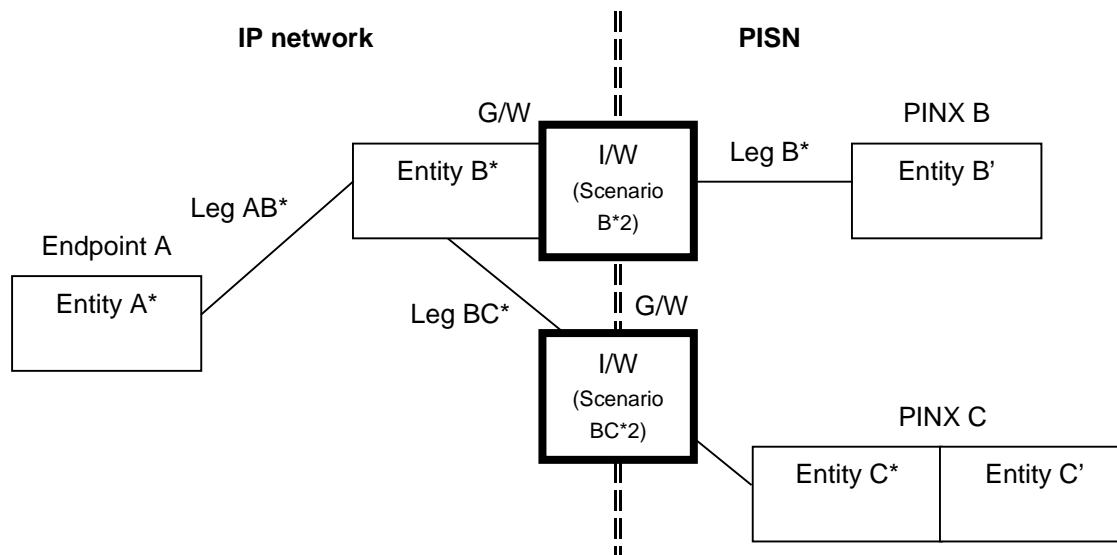 IP network
PISN
G/W
PINX B
Entity B*
I/W
(Scenario
B*2)
Leg B*
Entity B’
Leg AB*
Endpoint A
Entity A*
Leg BC*
G/W
I/W
(Scenario
BC*2)
PINX C
Entity C*
Entity C’